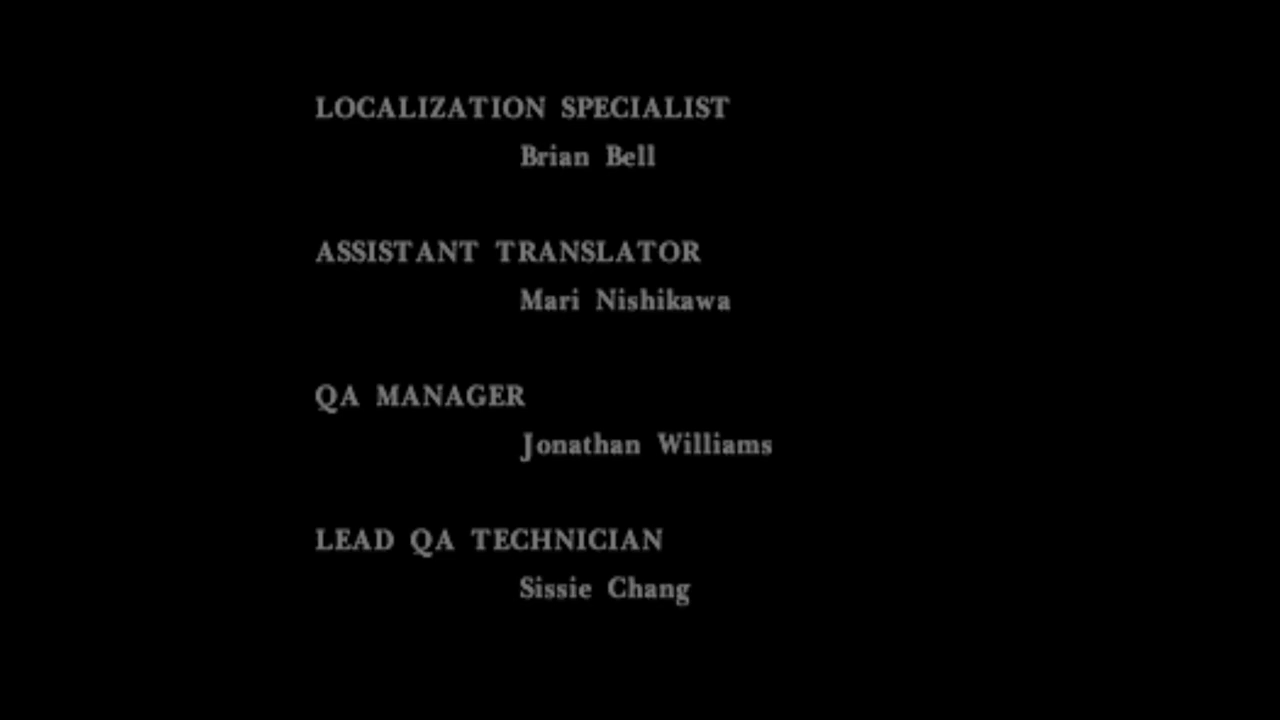 LOCALIZATION SPECIALIST
Brian Bell
ASSISTANT TRANSLATOR
Mari Nishikawa
QA MANAGER
Jonathan Williams
LEAD QA TECHNICIAN
Sissie Chang